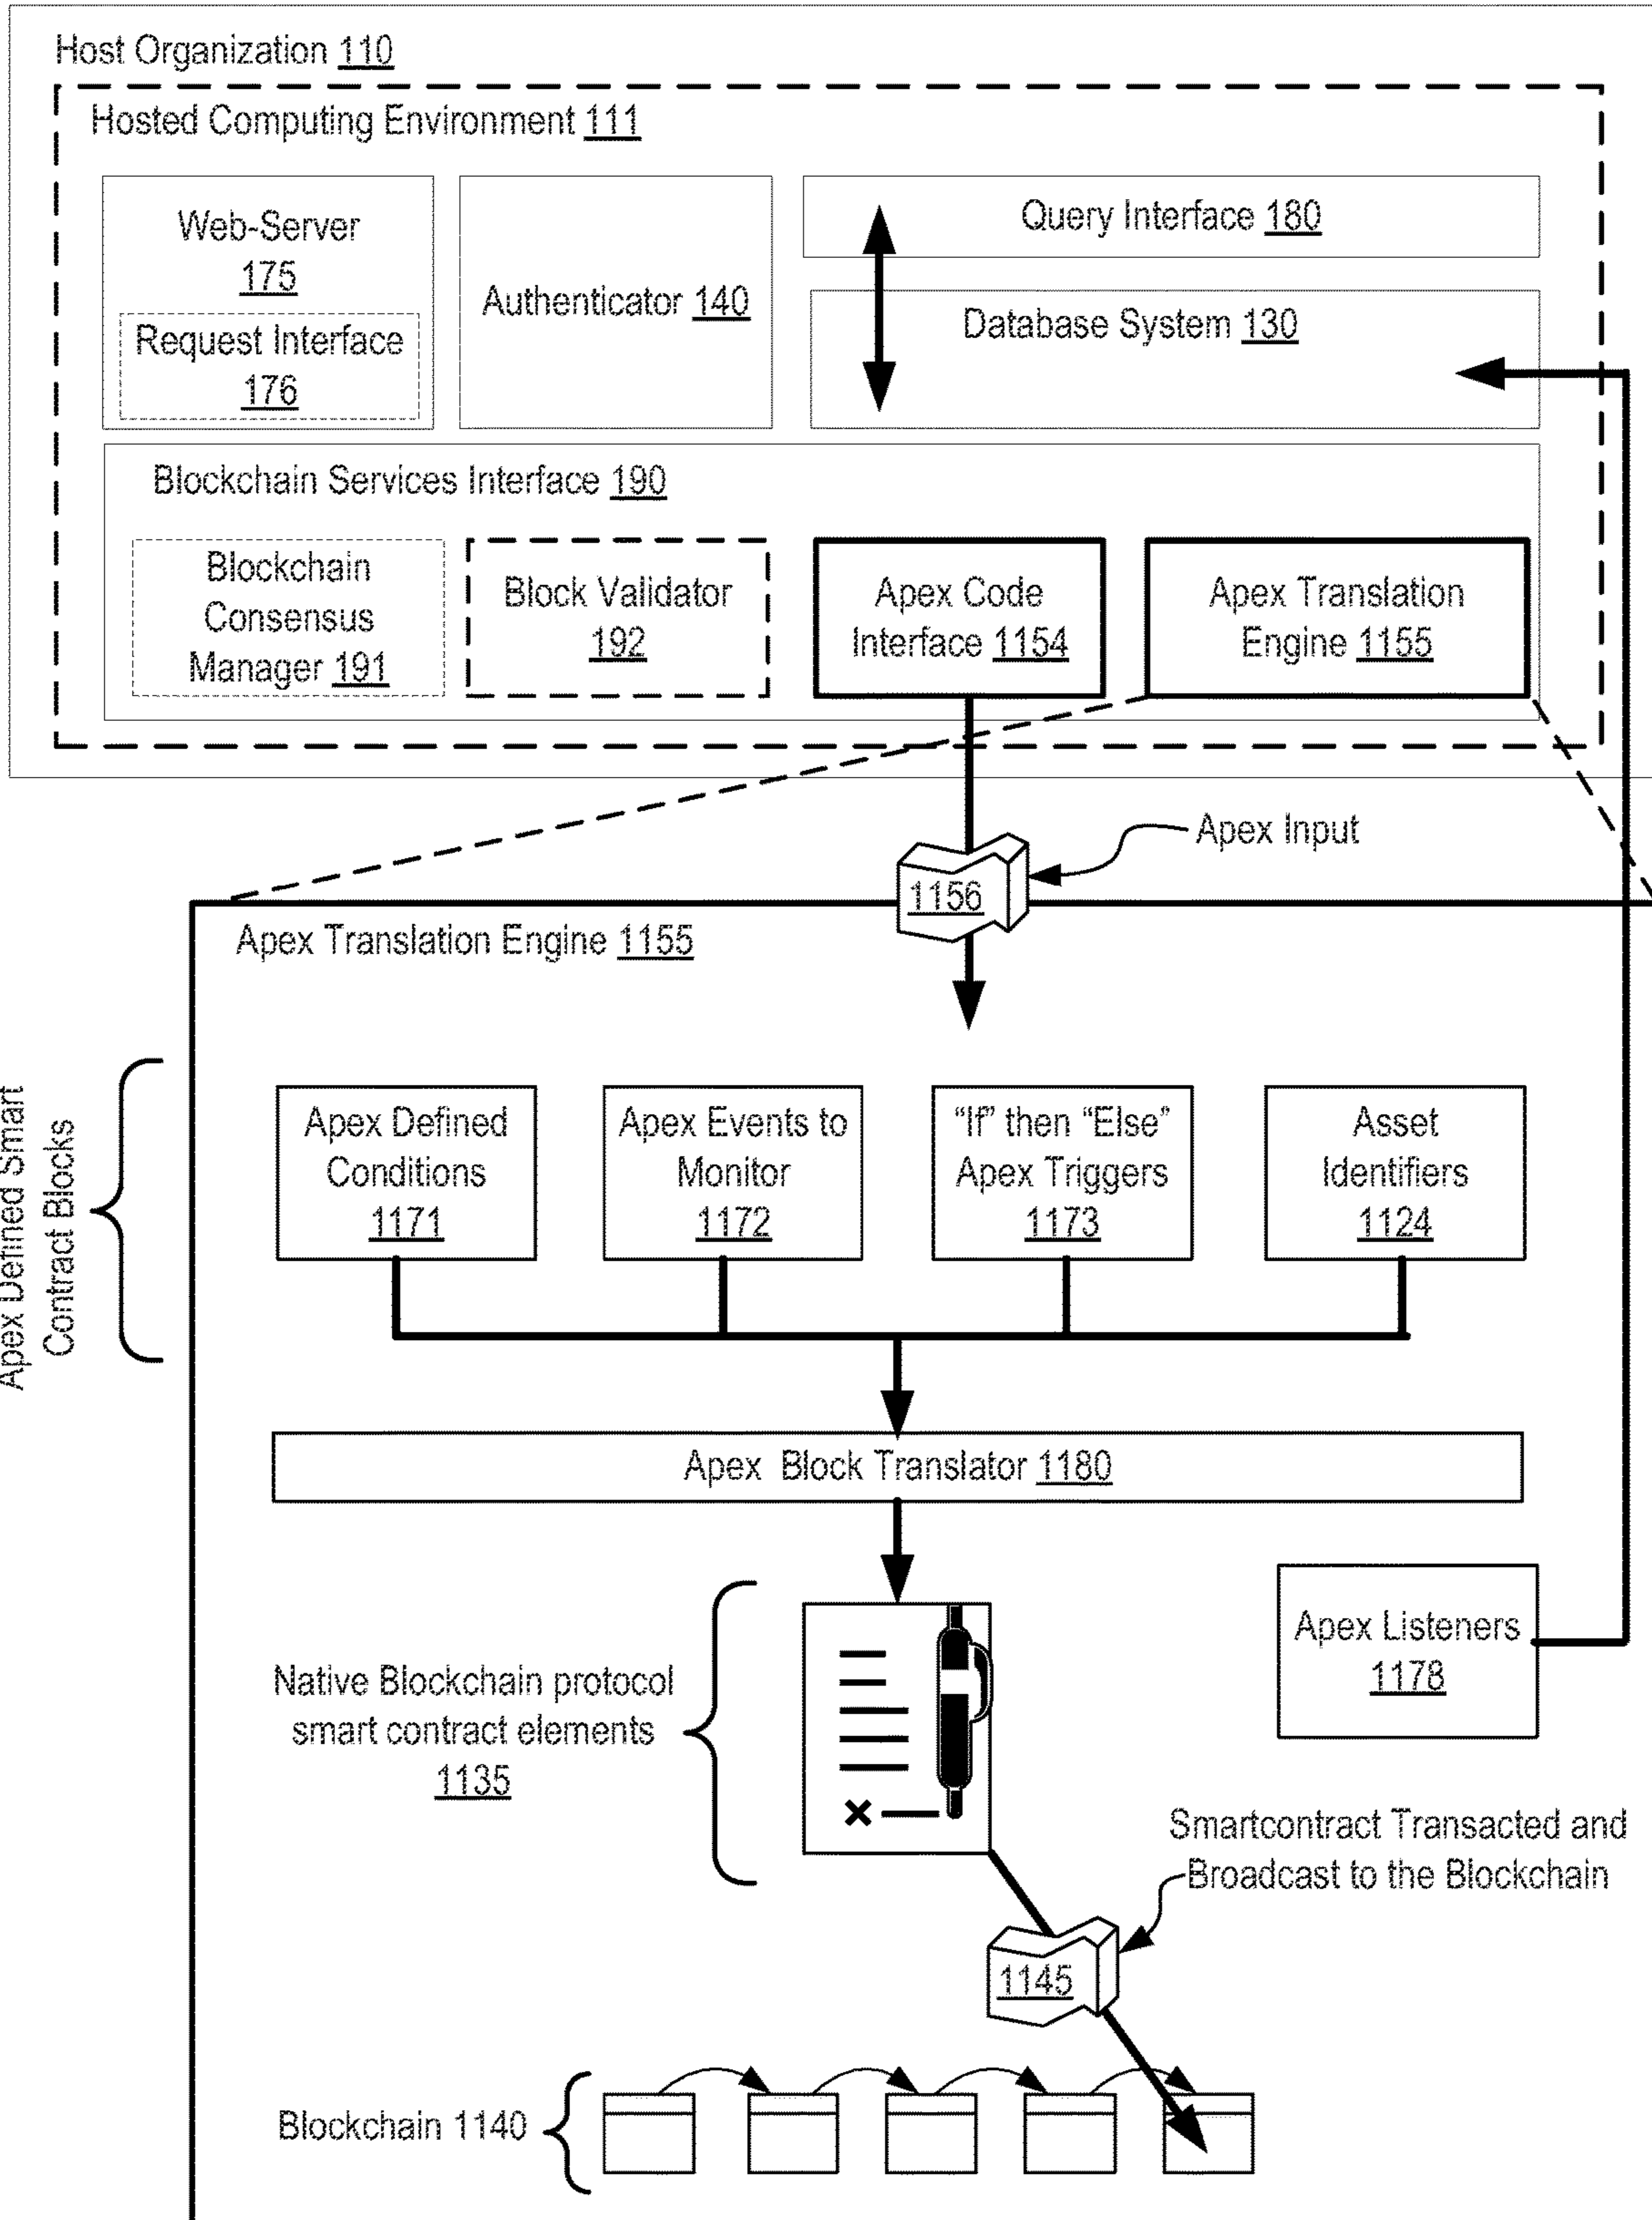 Host Organization 110
Hosted Computing Environment 111
Web-Server
175
Request Interface
176
Authenticator 140
Query Interface 180
Database System 130
Blockchain Services Interface 190
Blockchain
Consensus
Manager 191
Block Validator
192
Apex Code
Interface 1154
Apex Translation
Engine 1155
Apex Input
1156
Apex Translation Engine 1155
Apex Defined Smart
Contract Blocks
Apex Defined
Conditions
1171
Apex Events to
Monitor
1172
“If” then “Else”
Apex Triggers
1173
Asset
Identifiers
1124
Apex Block Translator 1180
Native Blockchain protocol
smart contract elements
1135
Apex Listeners
1178
Smartcontract Transacted and
Broadcast to the Blockchain
1145
Blockchain 1140